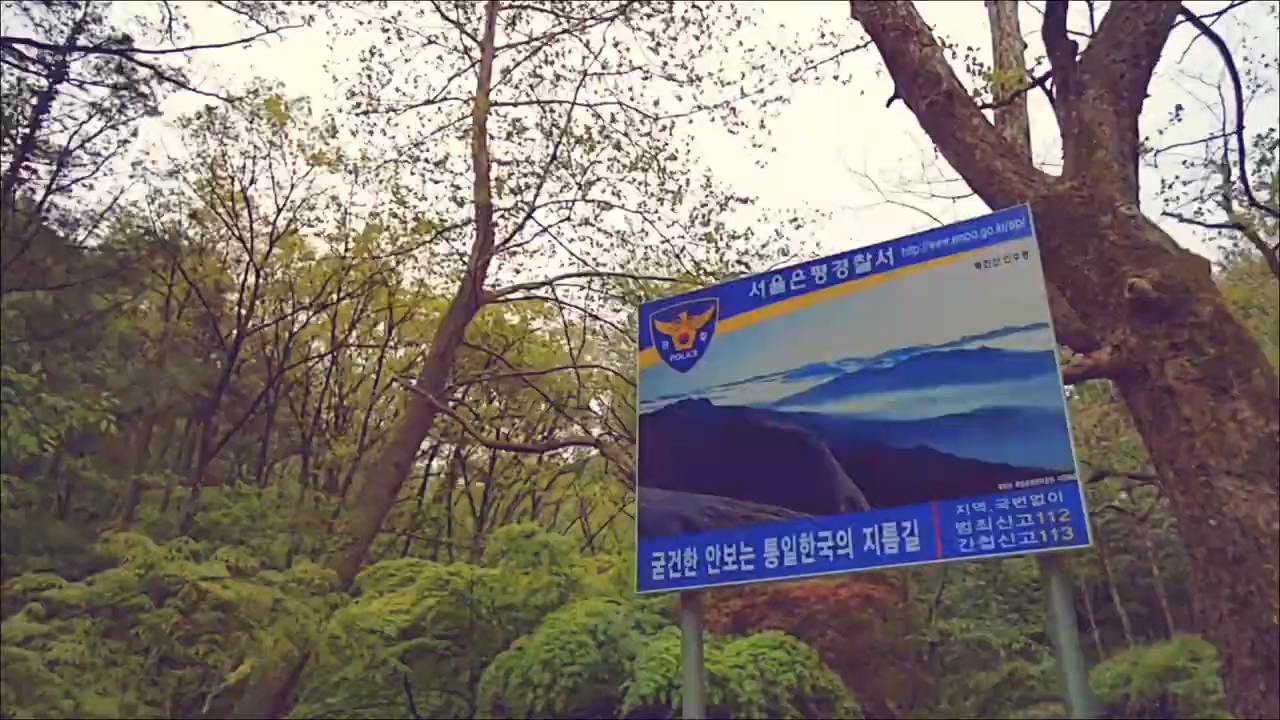 서울은평경찰서 http://www.smpa.go.kr/ep/
경 찰
POLICE
굳건한 안보는 통일한국의 지름길
지역.국번없이
범죄신고112
간첩신고113